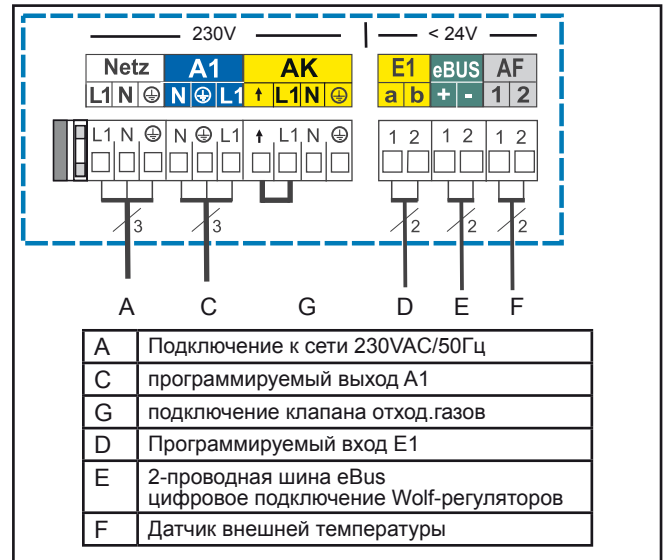 230V < 24V
Netz A1 AK E1 eBUS AF
L1 N ⏚ N ⏚ L1 ↑ L1 N ⏚ a b + - 1 2
L1 N ⏚ N ⏚ L1 ↑ L1 N ⏚ 1 2 1 2 1 2
3 3 2 2 2
A C G D E F
A Подключение к сети 230VAC/50Гц
C программируемый выход A1
G подключение клапана отход.газов
D Программируемый вход E1
E 2-проводная шина eBus
цифровое подключение Wolf-регуляторов
F Датчик внешней температуры